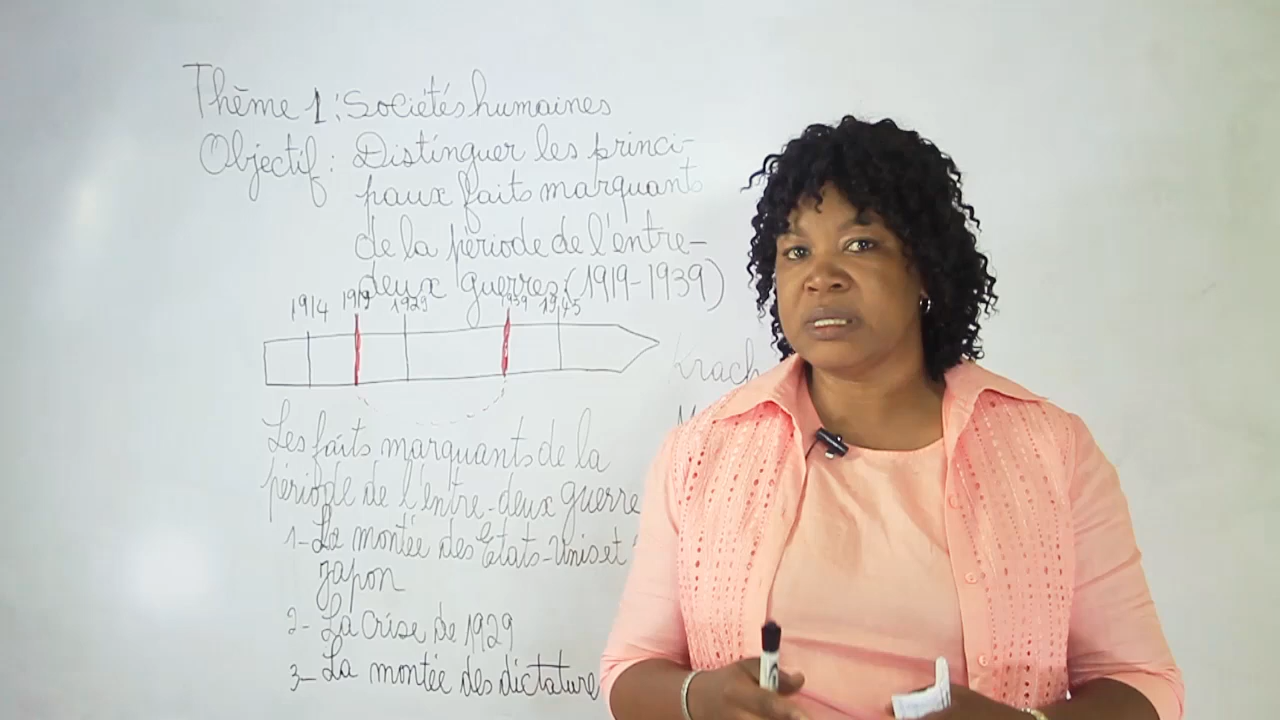 Thème 1: Sociétés humaines
Objectif: Distinguer les princi-
paux faits marquants
de la période de l'entre-
deux guerres (1919-1939)
1914 1919 1929 1939 1945
Krach
Les faits marquants de la
période de l'entre-deux guerre
1- La montée des Etats-Unis et
Japon
2- La Crise de 1929
3- La montée des dictature